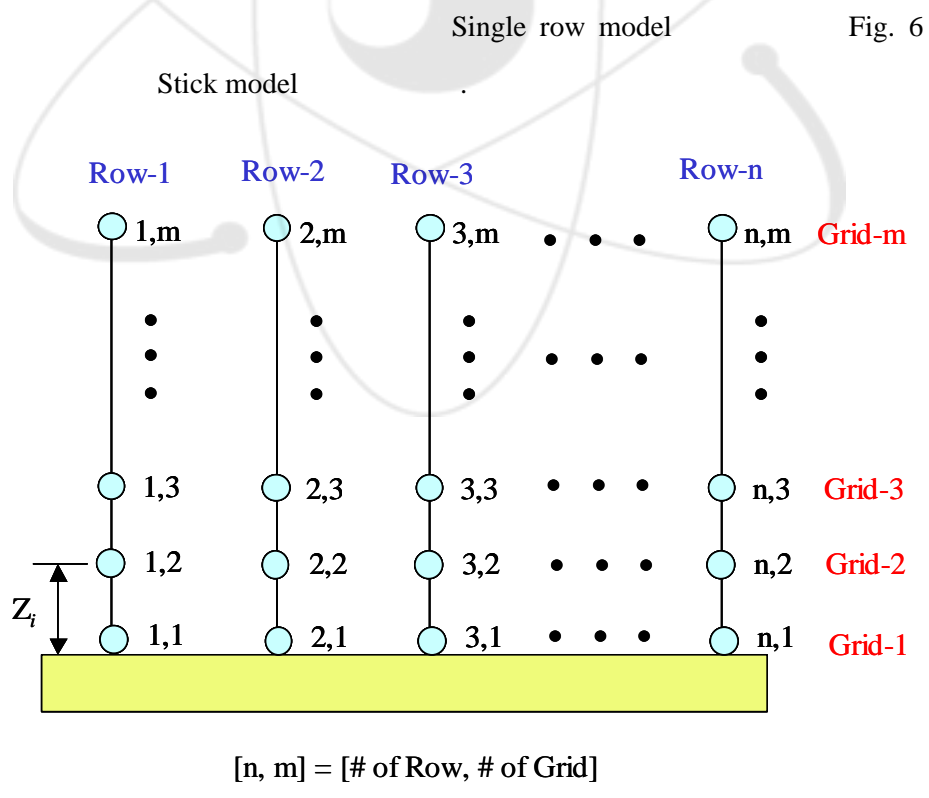 Single row model Fig. 6
Stick model .
Row-1 Row-2 Row-3 Row-n
1,m 2,m 3,m • • • n,m Grid-m
1,3 2,3 3,3 • • • n,3 Grid-3
1,2 2,2 3,2 • • • n,2 Grid-2
Zi
1,1 2,1 3,1 • • • n,1 Grid-1
[n, m] = [# of Row, # of Grid]